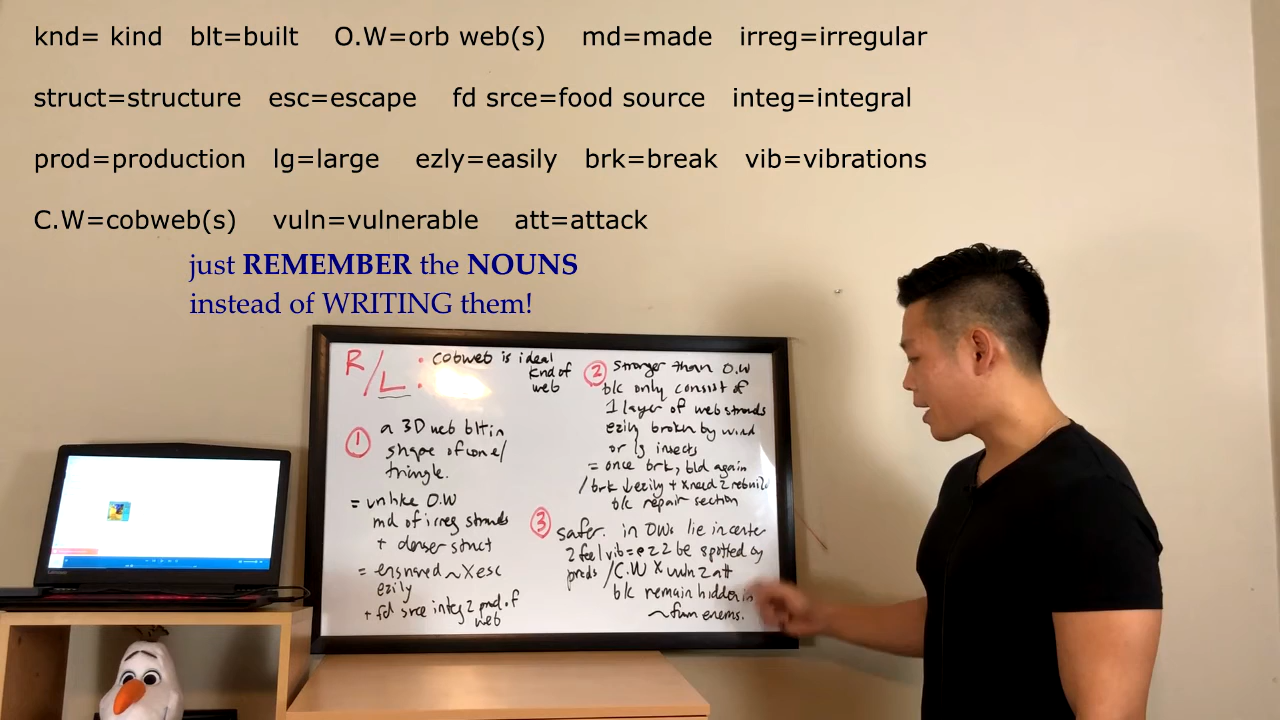 knd= kind blt=built O.W=orb web(s) md=made irreg=irregular
struct=structure esc=escape fd srce=food source integ=integral
prod=production lg=large ezly=easily brk=break vib=vibrations
C.W=cobweb(s) vuln=vulnerable att=attack
just REMEMBER the NOUNS
instead of WRITING them!
R/L : cobweb is ideal
knd of
web
1 a 3D web blt in
shape of cone/
triangle.
= unlike O.W
md of irreg strands
+ denser struct
= ensnared ~ X esc
ezily
+ fd srce integ 2 prod of
web
2 Stronger than O.W
b/c only consist of
1 layer of web strands
ezily broken by wind
or lg insects
= once brk, bld again
/ brk ↓ ezily + X need 2 rebuild
b/c repair section
3 safer. in OWs lie in center
2 feel vib = ez 2 be spotted by
preds / C.W X vuln 2 att
b/c remain hidden in
~ from enems.